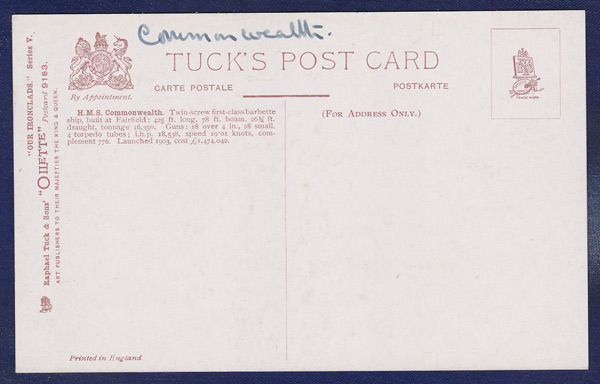 Commonwealth.
TUCK'S POST CARD
CARTE POSTALE
POSTKARTE
By Appointment.
H.M.S. Commonwealth. Twin-screw first-class barbette
ship, built at Fairfield: 425 ft. long, 78 ft. beam, 26¾ ft.
draught, tonnage 16,350. Guns: 18 over 4 in., 28 small,
4 torpedo tubes; i.h.p. 18,538, speed 19·01 knots, com-
plement 776. Launched 1903, cost £1,474,042.
(FOR ADDRESS ONLY.)
TRADE MARK
"OUR IRONCLADS." Series V.
Raphael Tuck & Sons' "OILETTE" Postcard 9183.
ART PUBLISHERS TO THEIR MAJESTIES THE KING & QUEEN.
Printed in England